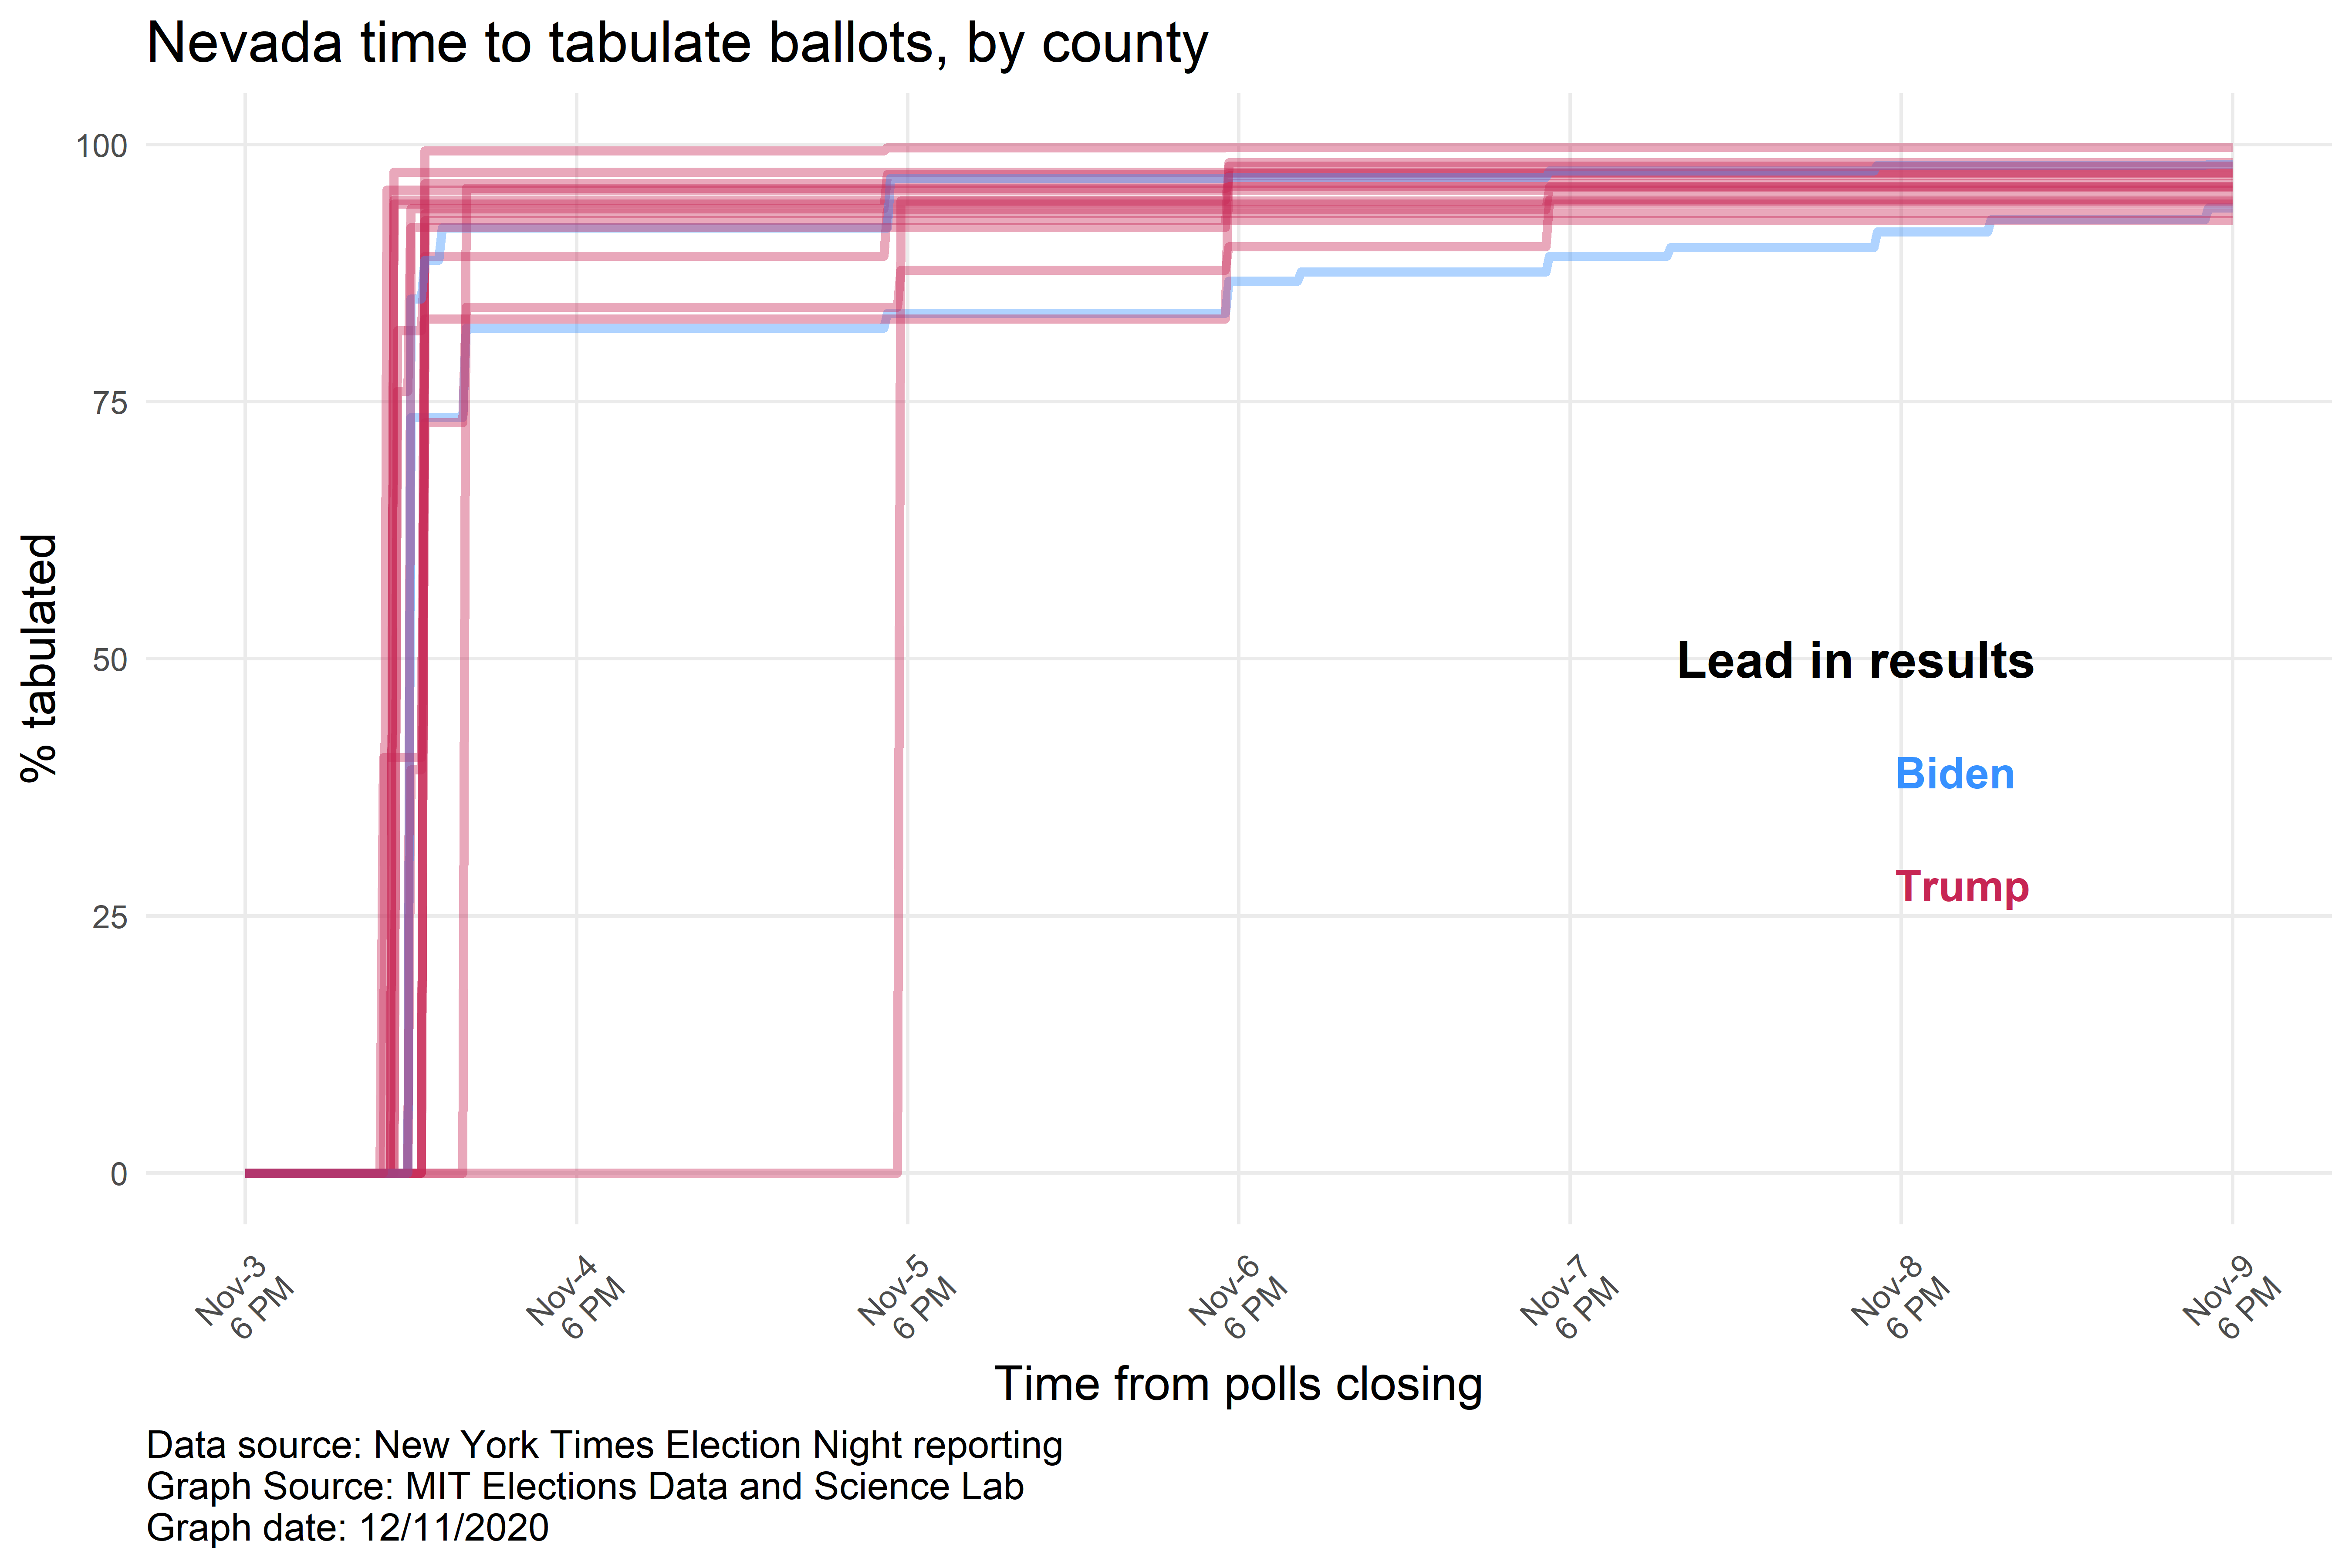 Nevada time to tabulate ballots, by county
% tabulated
100
75
50
25
0
Lead in results
Biden
Trump
Nov-3
6 PM
Nov-4
6 PM
Nov-5
6 PM
Nov-6
6 PM
Nov-7
6 PM
Nov-8
6 PM
Nov-9
6 PM
Time from polls closing
Data source: New York Times Election Night reporting
Graph Source: MIT Elections Data and Science Lab
Graph date: 12/11/2020